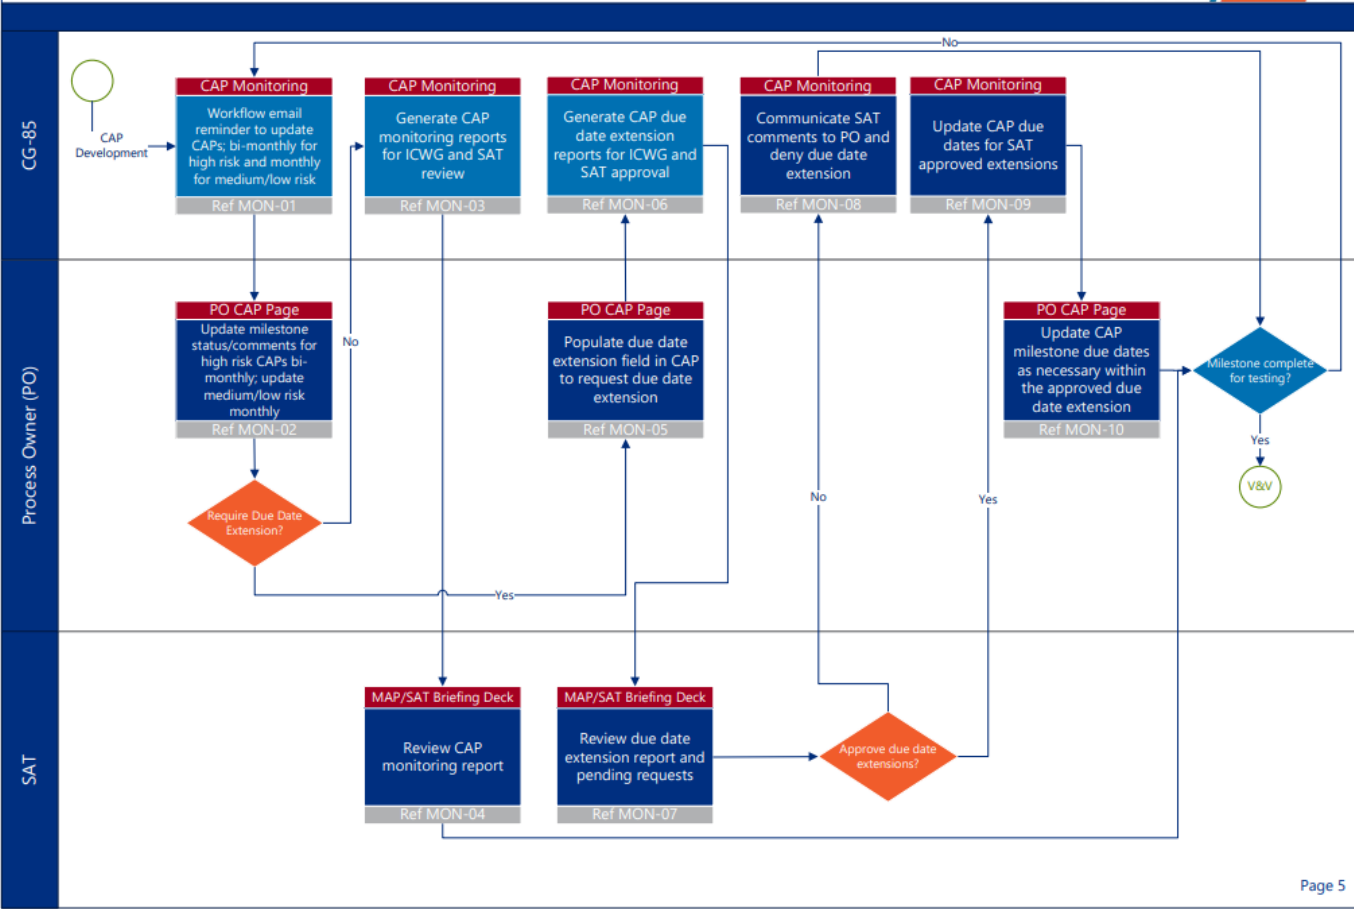 No
CG-85
CAP
Development
CAP Monitoring
Workflow email
reminder to update
CAPs; bi-monthly for
high risk and monthly
for medium/low risk
Ref MON-01
CAP Monitoring
Generate CAP
monitoring reports
for ICWG and SAT
review
Ref MON-03
CAP Monitoring
Generate CAP due
date extension
reports for ICWG and
SAT approval
Ref MON-06
CAP Monitoring
Communicate SAT
comments to PO and
deny due date
extension
Ref MON-08
CAP Monitoring
Update CAP due
dates for SAT
approved extensions
Ref MON-09
Process Owner (PO)
PO CAP Page
Update milestone
status/comments for
high risk CAPs bi-
monthly; update
medium/low risk
monthly
Ref MON-02
No
Require Due Date
Extension?
Yes
PO CAP Page
Populate due date
extension field in CAP
to request due date
extension
Ref MON-05
No
Yes
PO CAP Page
Update CAP
milestone due dates
as necessary within
the approved due
date extension
Ref MON-10
Milestone complete
for testing?
Yes
V&V
SAT
MAP/SAT Briefing Deck
Review CAP
monitoring report
Ref MON-04
MAP/SAT Briefing Deck
Review due date
extension report and
pending requests
Ref MON-07
Approve due date
extensions?
Page 5